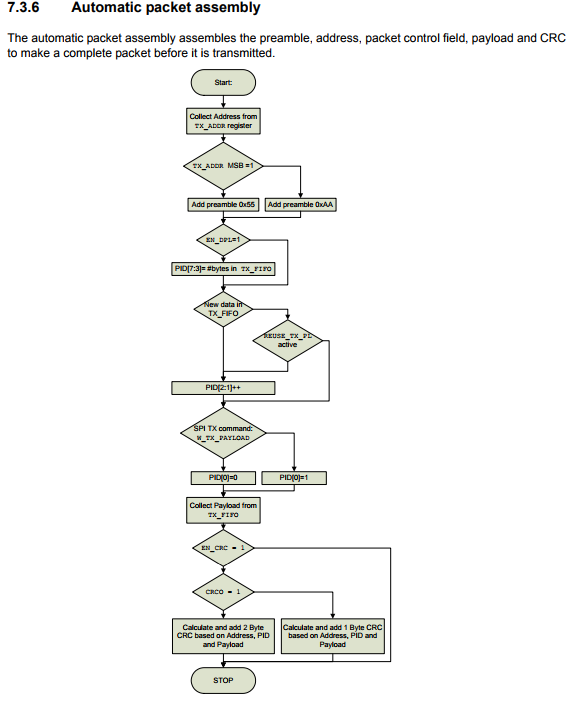 7.3.6 Automatic packet assembly
The automatic packet assembly assembles the preamble, address, packet control field, payload and CRC
to make a complete packet before it is transmitted.
Start:
Collect Address from
TX_ADDR register
TX_ADDR MSB =1
Add preamble 0x55
Add preamble 0xAA
EN_DPL=1
PID[7:3]= #bytes in TX_FIFO
New data in
TX_FIFO
REUSE_TX_PL
active
PID[2:1]++
SPI TX command:
W_TX_PAYLOAD
PID[0]=0
PID[0]=1
Collect Payload from
TX_FIFO
EN_CRC = 1
CRCO = 1
Calculate and add 2 Byte
CRC based on Address, PID
and Payload
Calculate and add 1 Byte CRC
based on Address, PID and
Payload
STOP